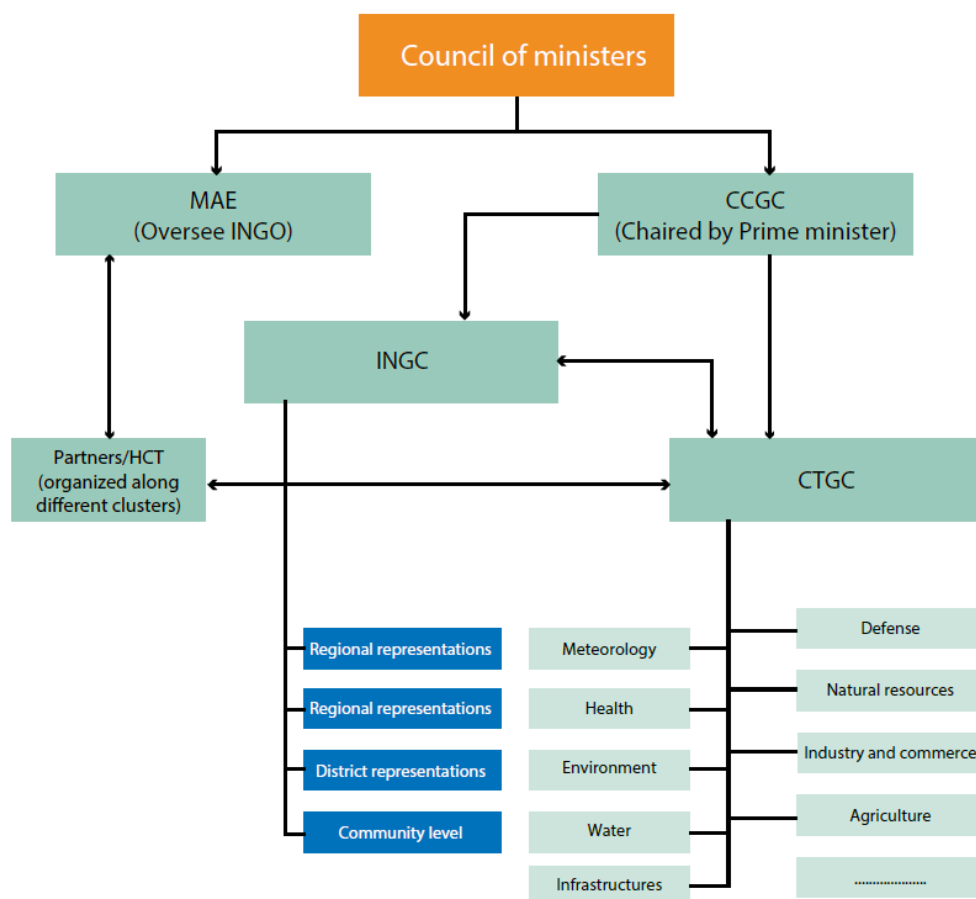 Council of ministers
MAE
(Oversee INGO)
CCGC
(Chaired by Prime minister)
INGC
Partners/HCT
(organized along
different clusters)
CTGC
Regional representations
Regional representations
District representations
Community level
Meteorology
Health
Environment
Water
Infrastructures
Defense
Natural resources
Industry and commerce
Agriculture
...................